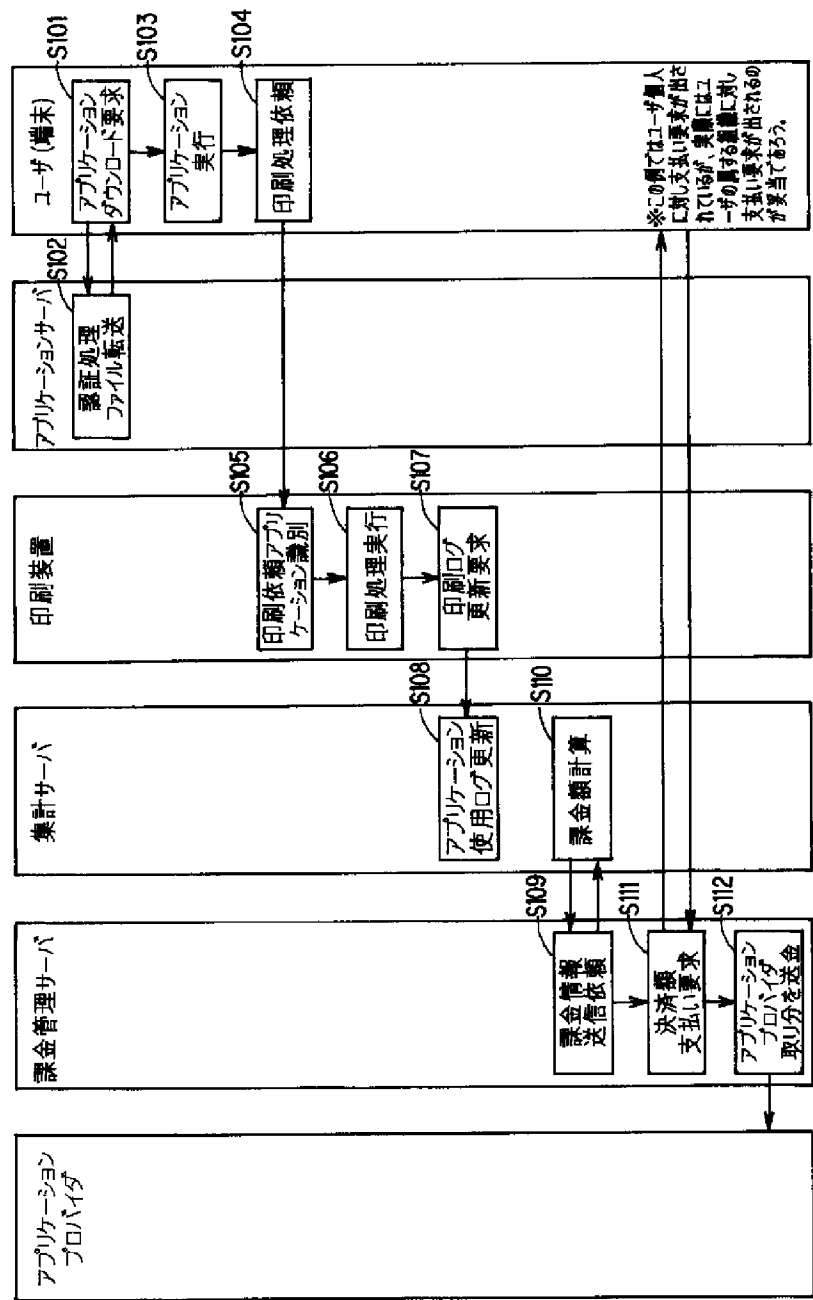 ユーザ(端末)
S101
アプリケーション
ダウンロード要求
S103
アプリケーション
実行
S104
印刷処理依頼
※この例ではユーザ個人
に対し支払い要求が出さ
れているが、実際にはユ
ーザの属する組織に対し
支払い要求が出されるの
が妥当であろう。
アプリケーションサーバ
S102
認証処理
ファイル転送
印刷装置
S105
印刷依頼アプリ
ケーション識別
S106
印刷処理実行
S107
印刷ログ
更新要求
集計サーバ
S108
アプリケーション
使用ログ更新
S110
課金額計算
課金管理サーバ
S109
課金情報
送信依頼
S111
決済額
支払い要求
S112
アプリケーション
プロバイダ
取り分を送金
アプリケーション
プロバイダ